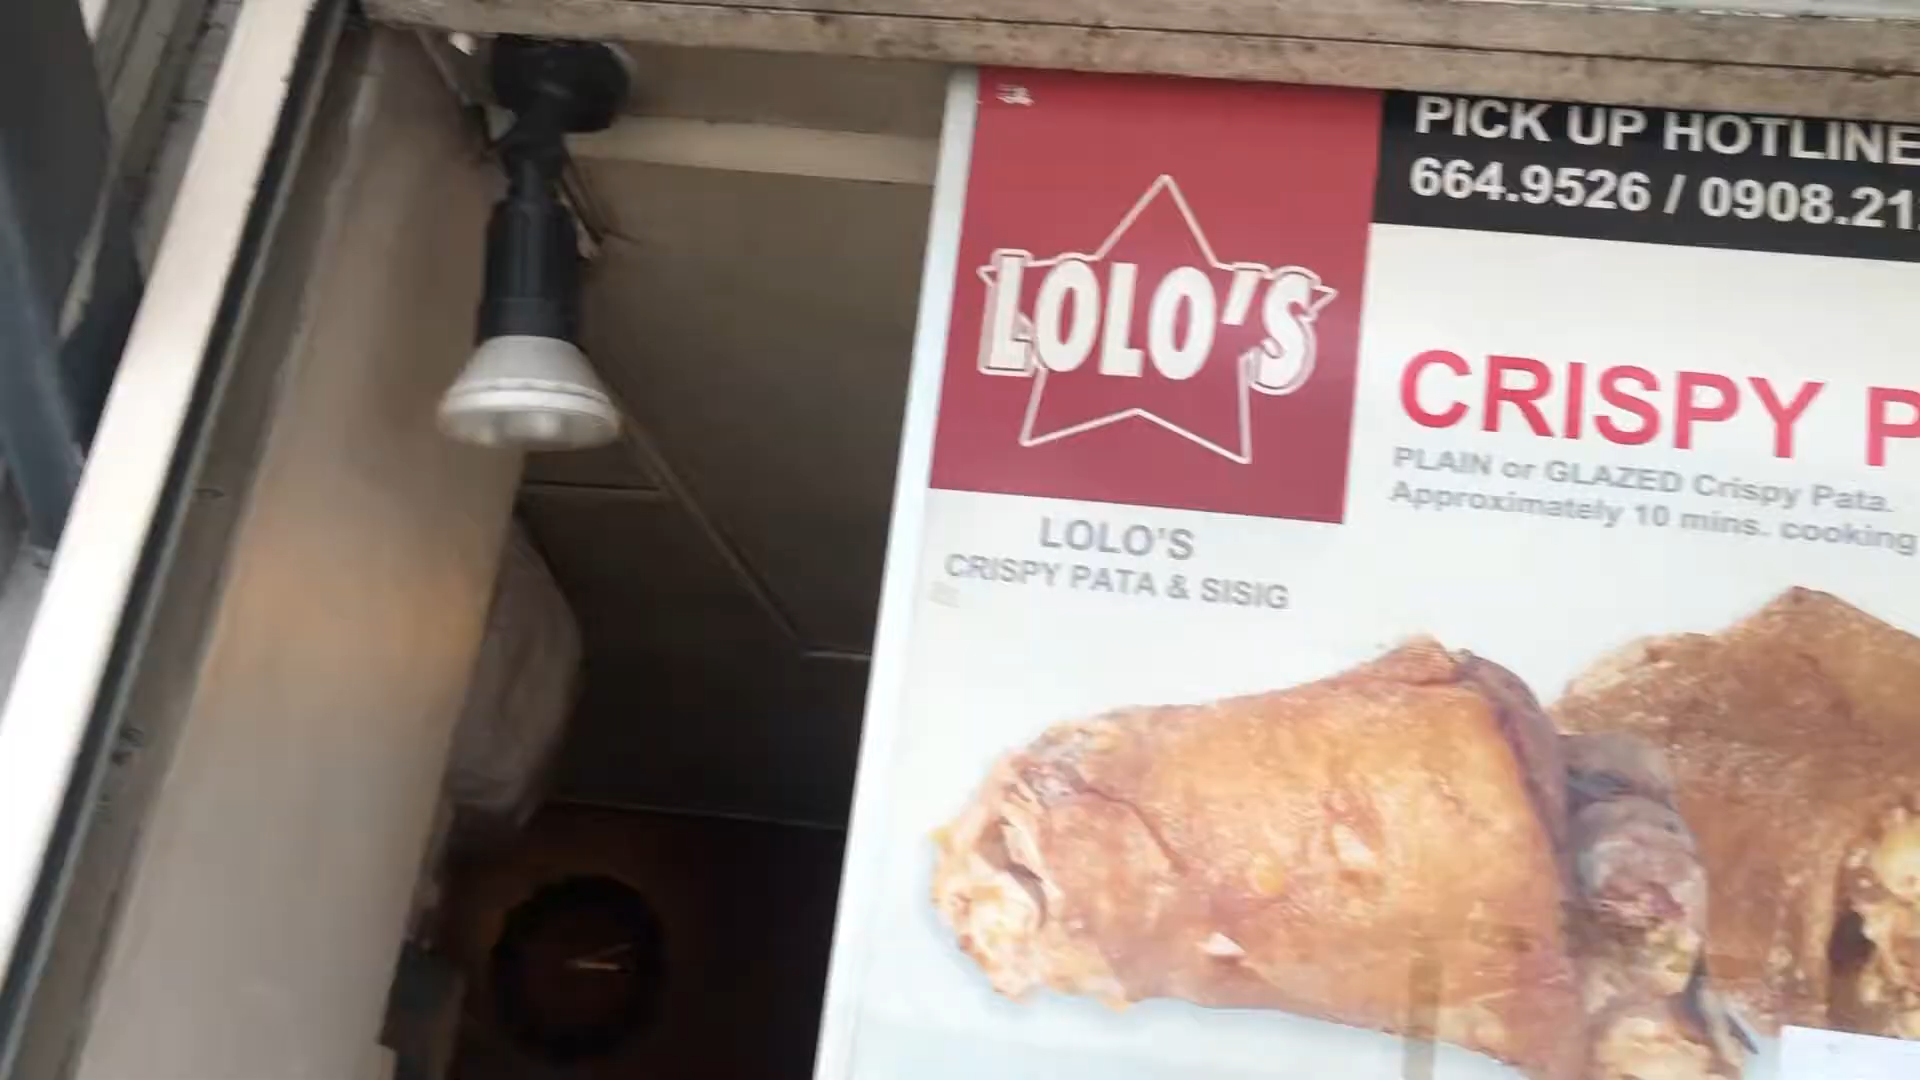 LOLO'S
LOLO'S
CRISPY PATA & SISIG
PICK UP HOTLINE
664.9526 / 0908.21
CRISPY P
PLAIN or GLAZED Crispy Pata.
Approximately 10 mins. cooking